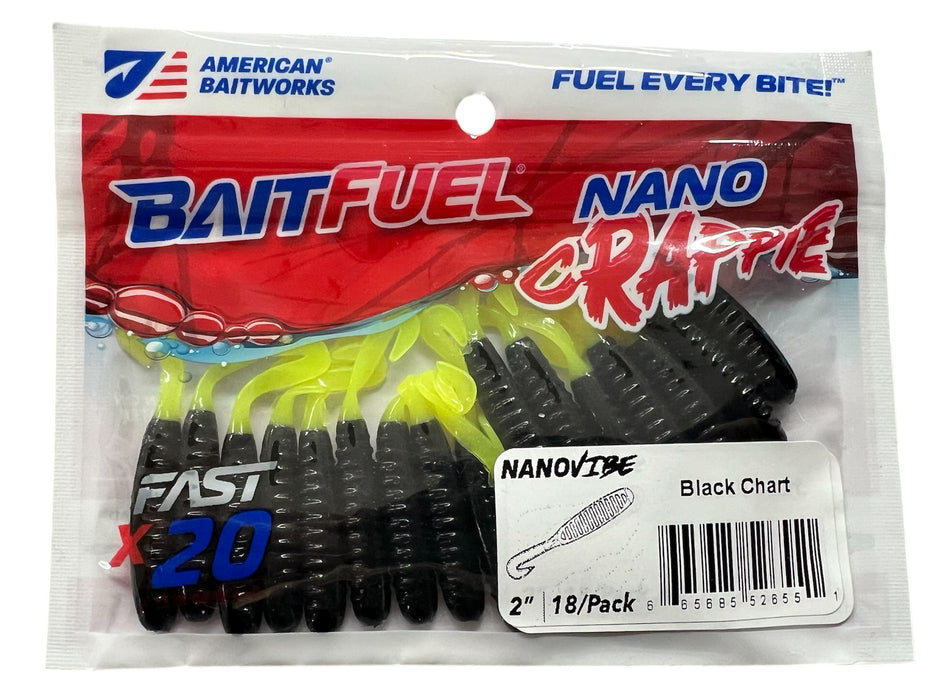 AMERICAN®
BAITWORKS
FUEL EVERY BITE!™
BAITFUEL®
NANO
CRAPPIE
FAST
x20
NANOVIBE
Black Chart
2" | 18/Pack
6 65685 52655 1